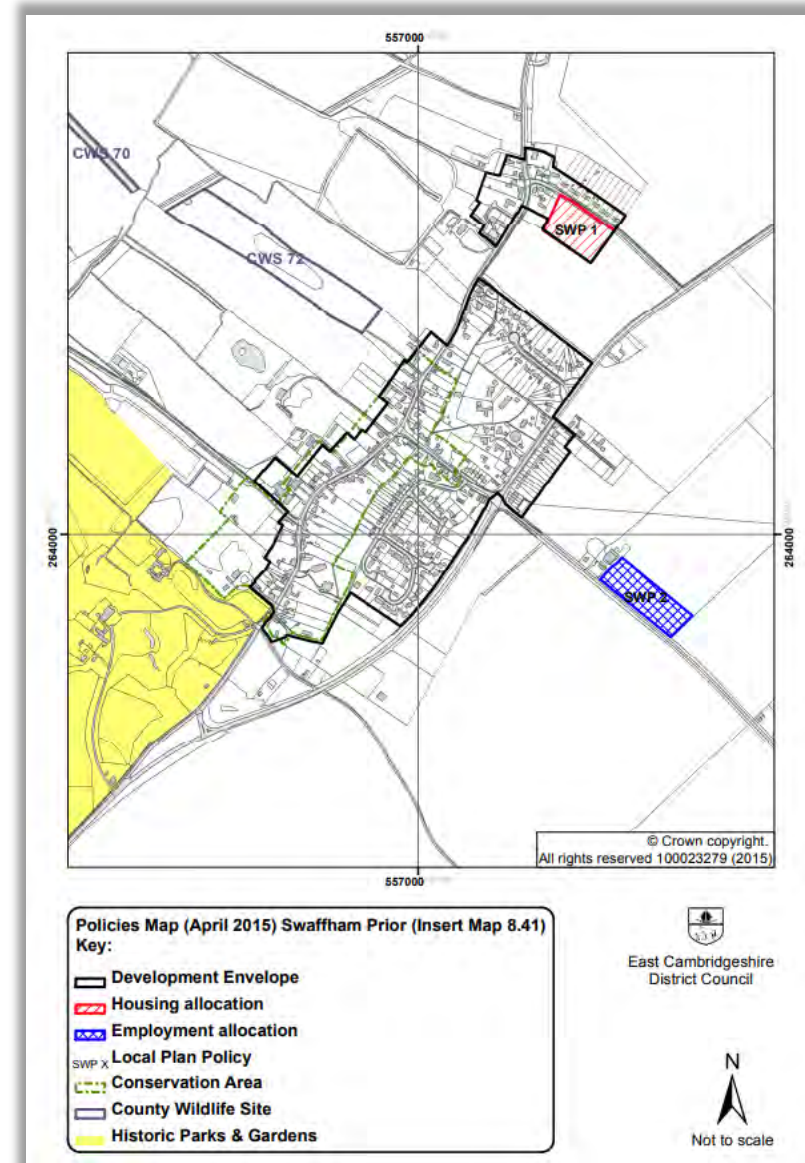 557000
CWS 70
SWP 1
CWS 72
264000
264000
SWP 2
© Crown copyright.
All rights reserved 100023279 (2015)
557000
Policies Map (April 2015) Swaffham Prior (Insert Map 8.41)
Key:
Development Envelope
Housing allocation
Employment allocation
SWP X Local Plan Policy
Conservation Area
County Wildlife Site
Historic Parks & Gardens
East Cambridgeshire
District Council
N
Not to scale